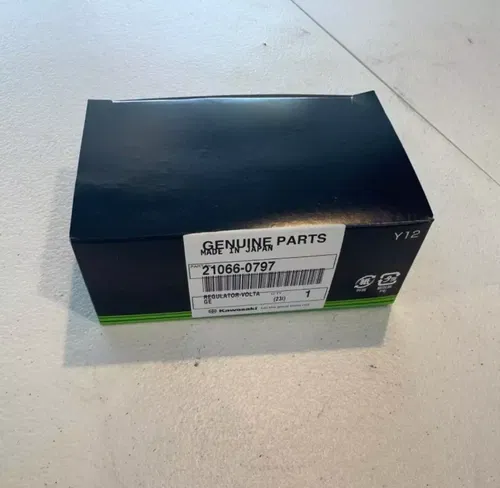 Y12
GENUINE PARTS
MADE IN JAPAN
21066-0797
REGULATOR-VOLTA
GE
(23) 1
Kawasaki